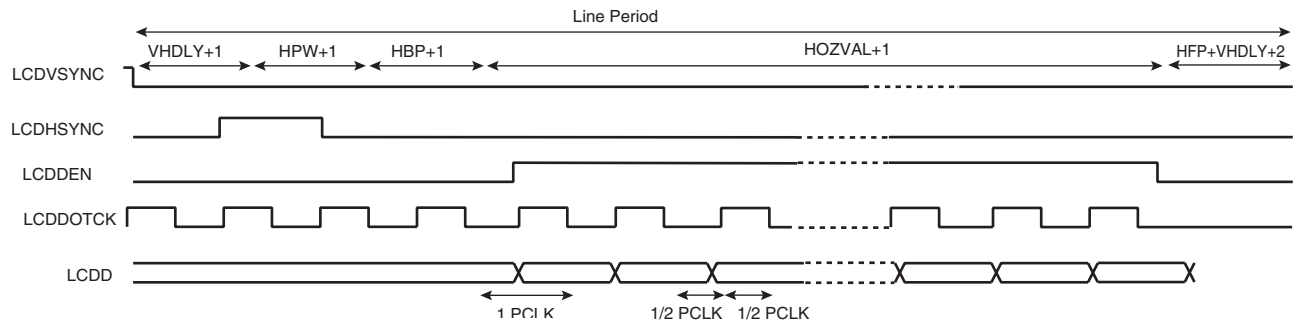 Line Period
VHDLY+1 HPW+1 HBP+1 HOZVAL+1 HFP+VHDLY+2
LCDVSYNC
LCDHSYNC
LCDDEN
LCDDOTCK
LCDD
1 PCLK 1/2 PCLK 1/2 PCLK